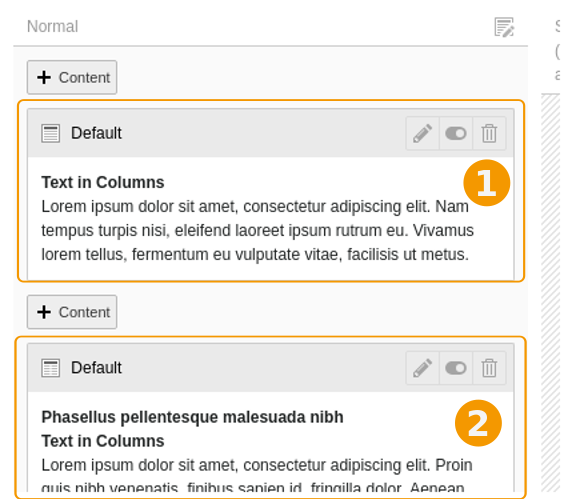 Normal
+ Content
Default
Text in Columns
1
Lorem ipsum dolor sit amet, consectetur adipiscing elit. Nam
tempus turpis nisi, eleifend laoreet ipsum rutrum eu. Vivamus
lorem tellus, fermentum eu vulputate vitae, facilisis ut metus.
+ Content
Default
Phasellus pellentesque malesuada nibh
2
Text in Columns
Lorem ipsum dolor sit amet, consectetur adipiscing elit. Proin
quis nibh venenatis, finibus sapien id, fringilla dolor. Aenean